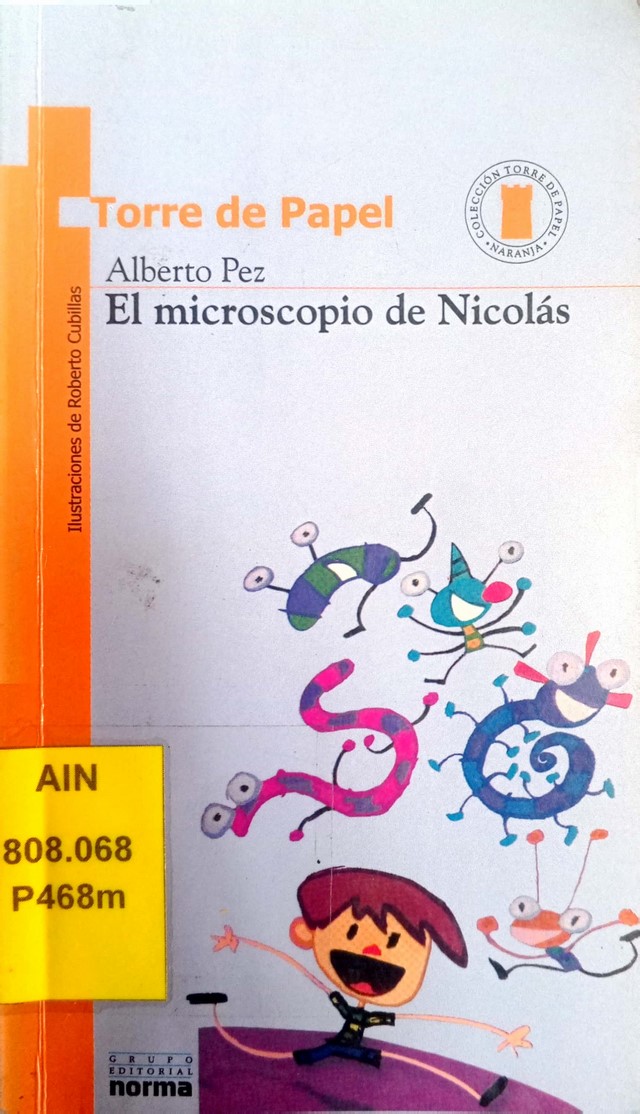 Torre de Papel
COLECCIÓN TORRE DE PAPEL
• NARANJA •
Alberto Pez
El microscopio de Nicolás
Ilustraciones de Roberto Cubillas
AIN
808.068
P468m
GRUPO
EDITORIAL
norma